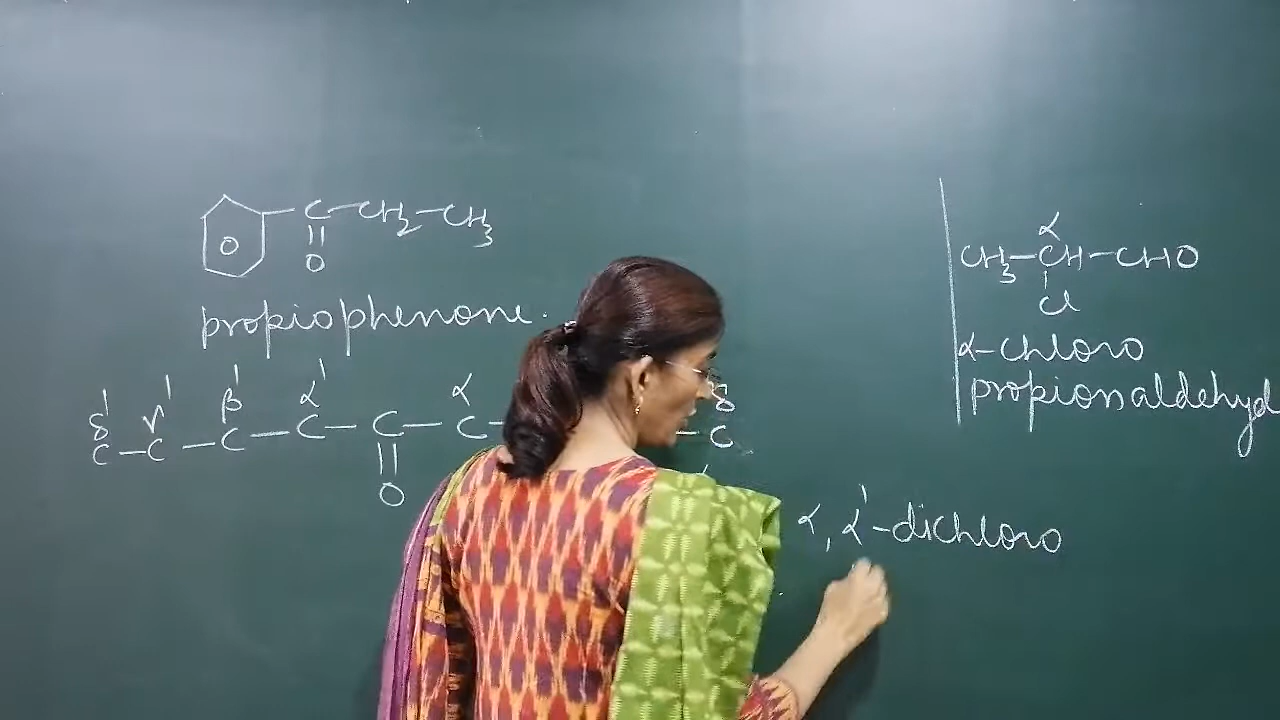 C-CH2-CH3
O
O
propiophenone.
δ' γ' β' α' α δ
C-C-C-C-C-C- -C
O
α
CH3-CH-CHO
Cl
α-chloro
propionaldehyd
α, α'-dichloro